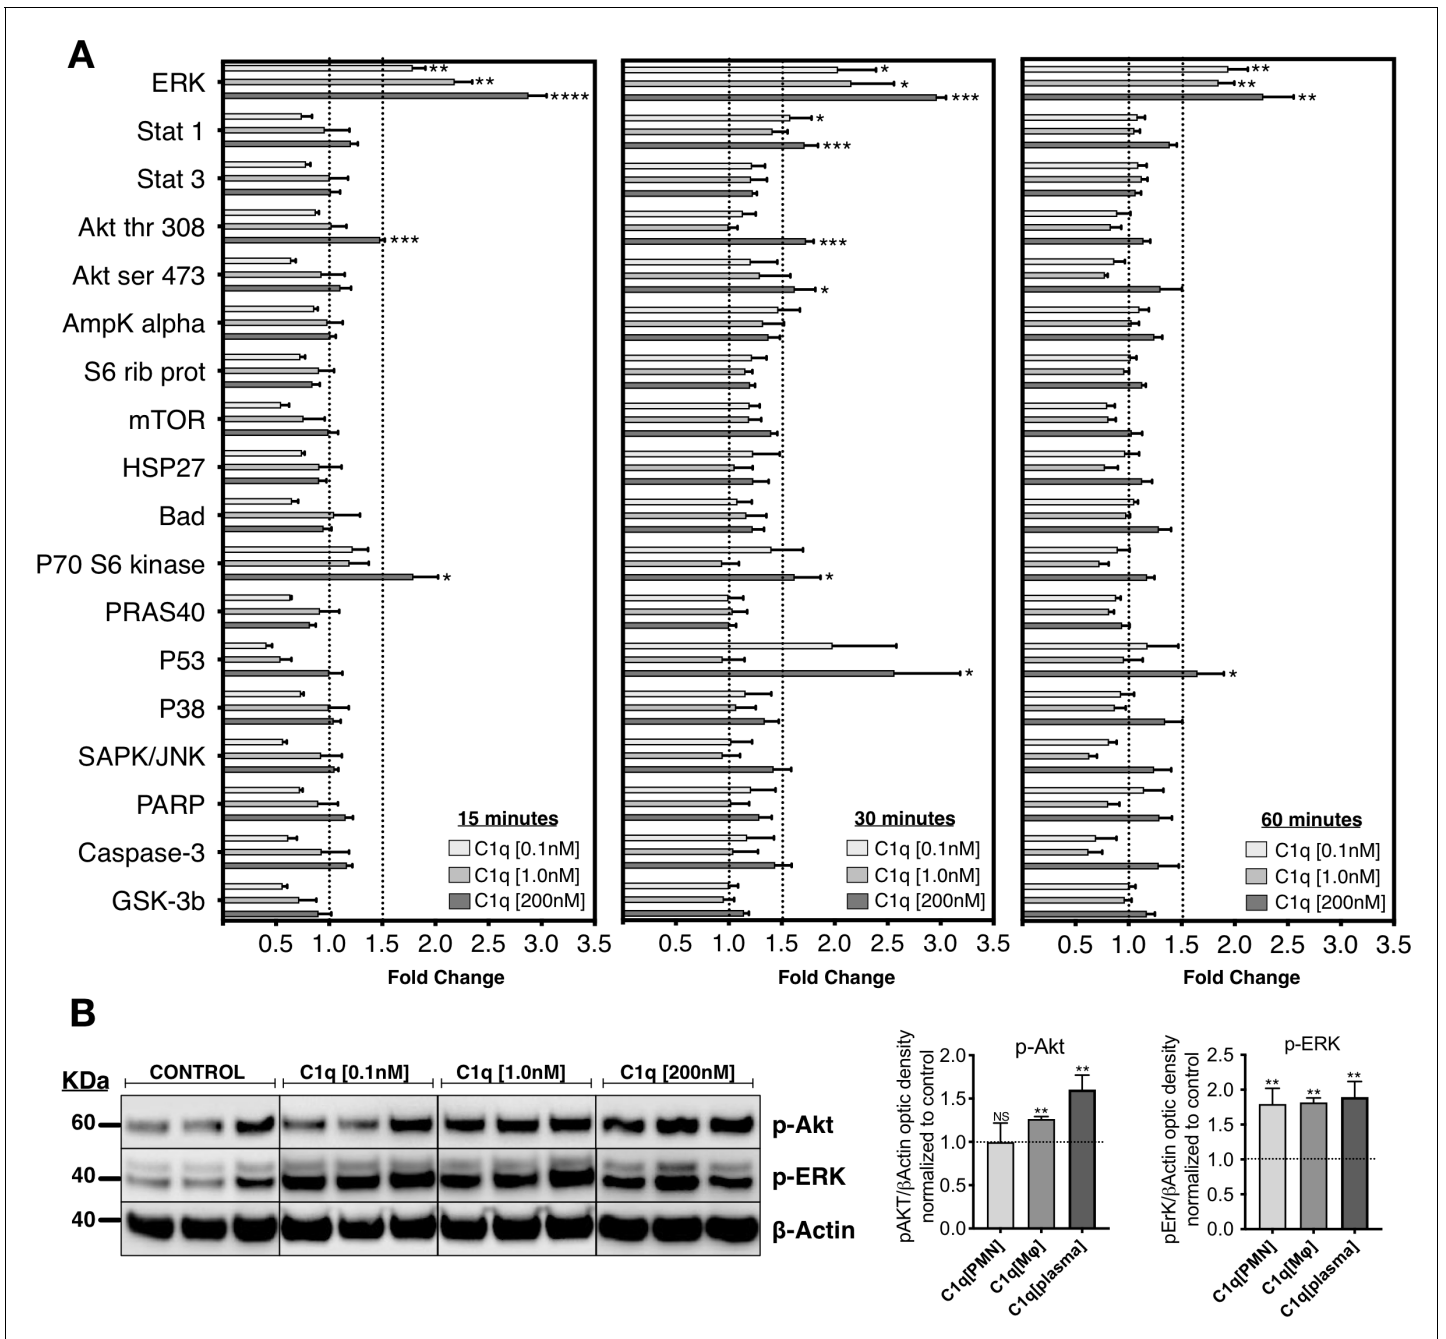 A
ERK
Stat 1
Stat 3
Akt thr 308
Akt ser 473
AmpK alpha
S6 rib prot
mTOR
HSP27
Bad
P70 S6 kinase
PRAS40
P53
P38
SAPK/JNK
PARP
Caspase-3
GSK-3b
**
**
****
***
*
15 minutes
C1q [0.1nM]
C1q [1.0nM]
C1q [200nM]
0.5 1.0 1.5 2.0 2.5 3.0 3.5
Fold Change
*
*
***
*
***
***
*
*
*
30 minutes
C1q [0.1nM]
C1q [1.0nM]
C1q [200nM]
0.5 1.0 1.5 2.0 2.5 3.0 3.5
Fold Change
**
**
**
*
60 minutes
C1q [0.1nM]
C1q [1.0nM]
C1q [200nM]
0.5 1.0 1.5 2.0 2.5 3.0 3.5
Fold Change
B
KDa
CONTROL C1q [0.1nM] C1q [1.0nM] C1q [200nM]
60 p-Akt
40 p-ERK
40 β-Actin
p-Akt
pAKT/βActin optic density
normalized to control
2.0
1.5
1.0
0.5
0.0
NS ** **
C1q[PMN]
C1q[Mφ]
C1q[plasma]
p-ERK
pErK/βActin optic density
normalized to control
2.5
2.0
1.5
1.0
0.5
0.0
** ** **
C1q[PMN]
C1q[Mφ]
C1q[plasma]